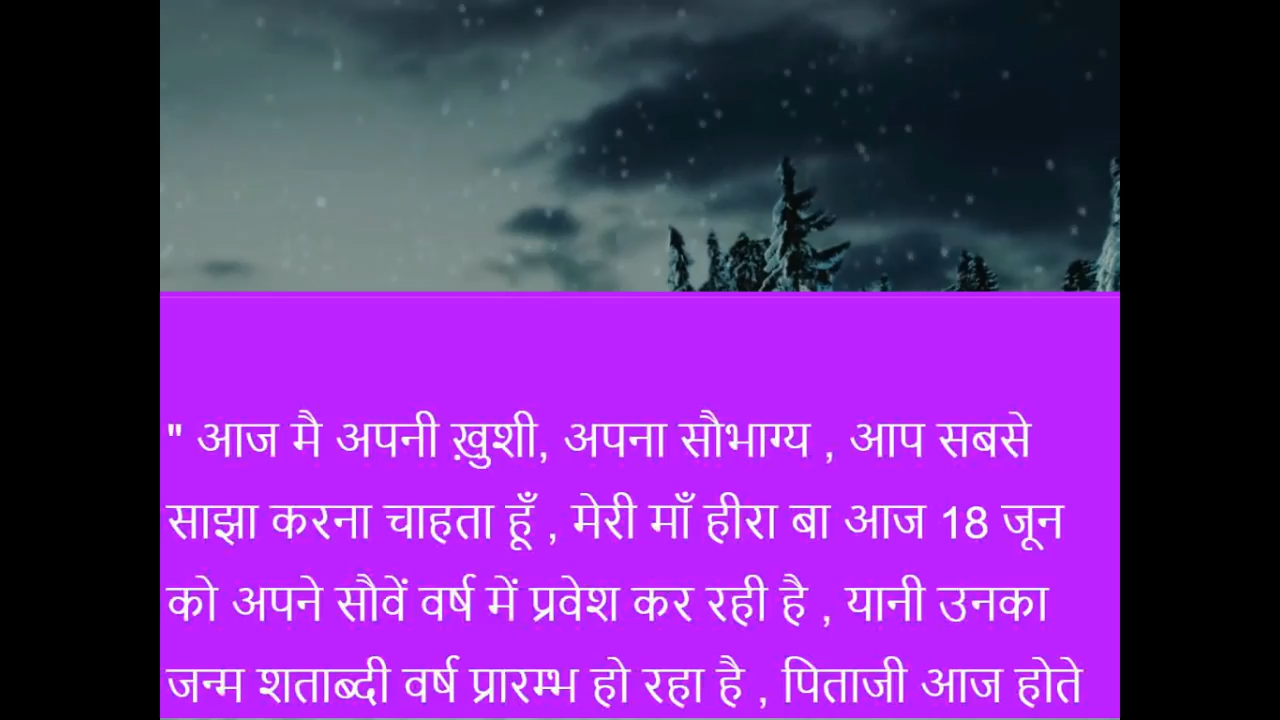 " आज मै अपनी ख़ुशी, अपना सौभाग्य , आप सबसे
साझा करना चाहता हूँ , मेरी माँ हीरा बा आज 18 जून
को अपने सौवें वर्ष में प्रवेश कर रही है , यानी उनका
जन्म शताब्दी वर्ष प्रारम्भ हो रहा है , पिताजी आज होते